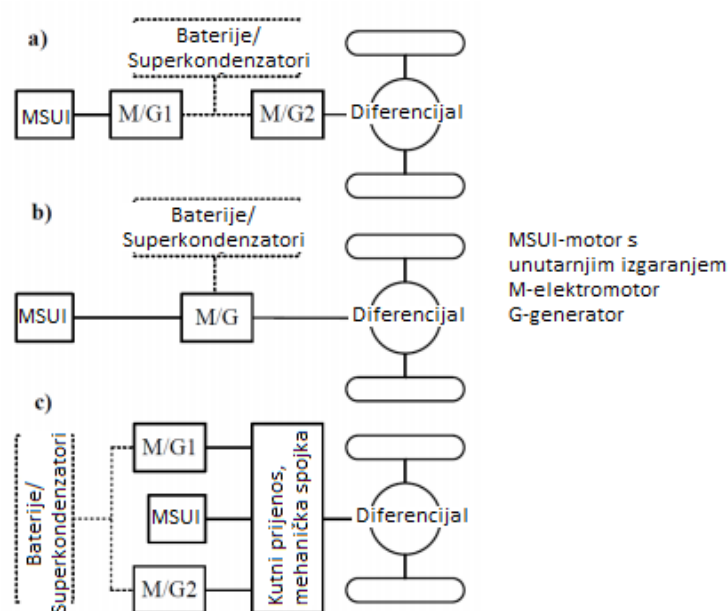 a)
Baterije/
Superkondenzatori
MSUI
M/G1
M/G2
Diferencijal
b)
Baterije/
Superkondenzatori
MSUI
M/G
Diferencijal
MSUI-motor s
unutarnjim izgaranjem
M-elektromotor
G-generator
c)
Baterije/
Superkondenzatori
M/G1
MSUI
M/G2
Kutni prijenos,
mehanička spojka
Diferencijal